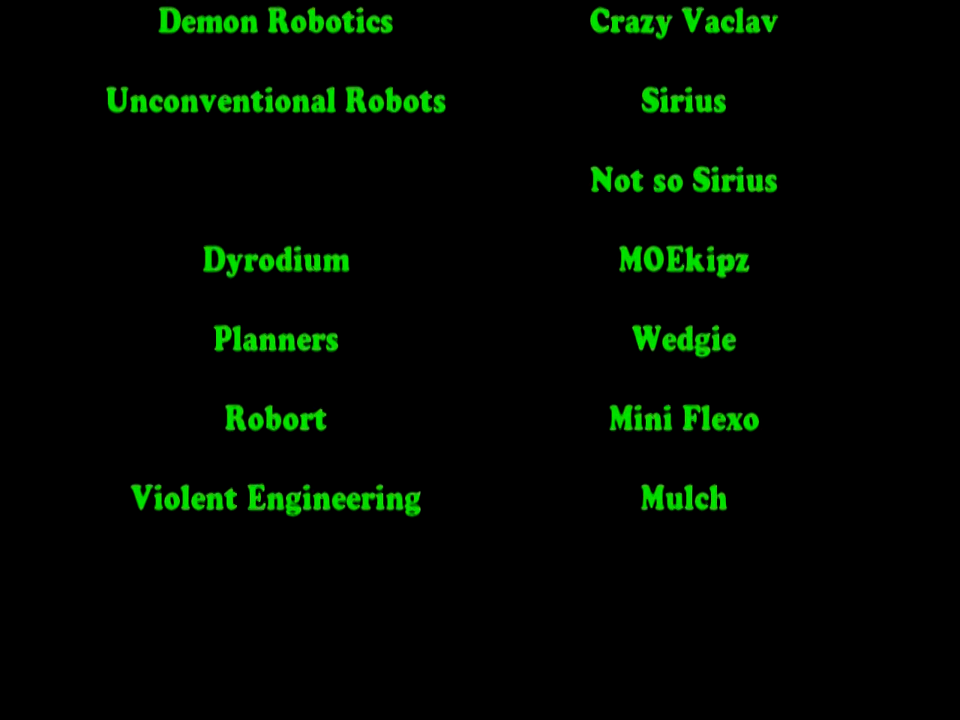 Demon Robotics Crazy Vaclav
Unconventional Robots Sirius
Not so Sirius
Dyrodium MOEkipz
Planners Wedgie
Robort Mini Flexo
Violent Engineering Mulch